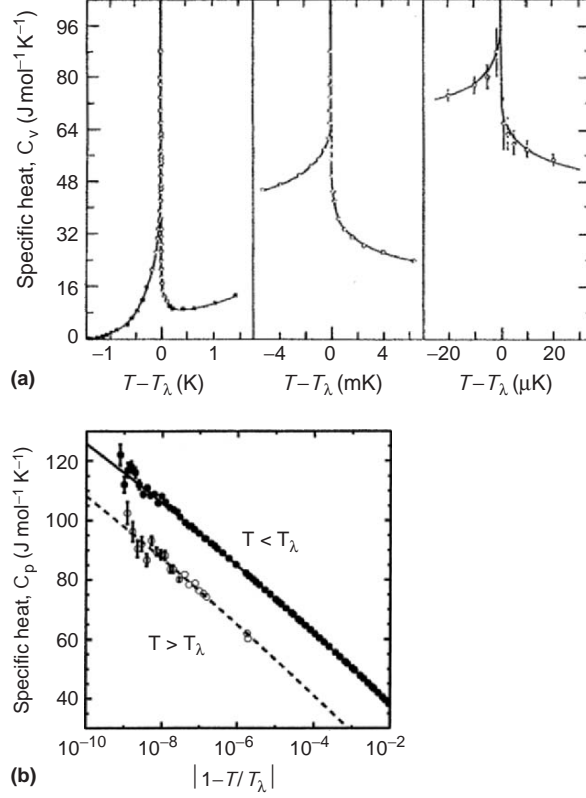 Specific heat, Cᵥ (J mol⁻¹ K⁻¹)
96
80
64
48
32
16
0
−1 0 1
−4 0 4
−20 0 20
(a) T−T_λ (K) T−T_λ (mK) T−T_λ (μK)
Specific heat, Cₚ (J mol⁻¹ K⁻¹)
120
100
80
60
40
T < T_λ
T > T_λ
10⁻¹⁰ 10⁻⁸ 10⁻⁶ 10⁻⁴ 10⁻²
(b) |1−T/T_λ|